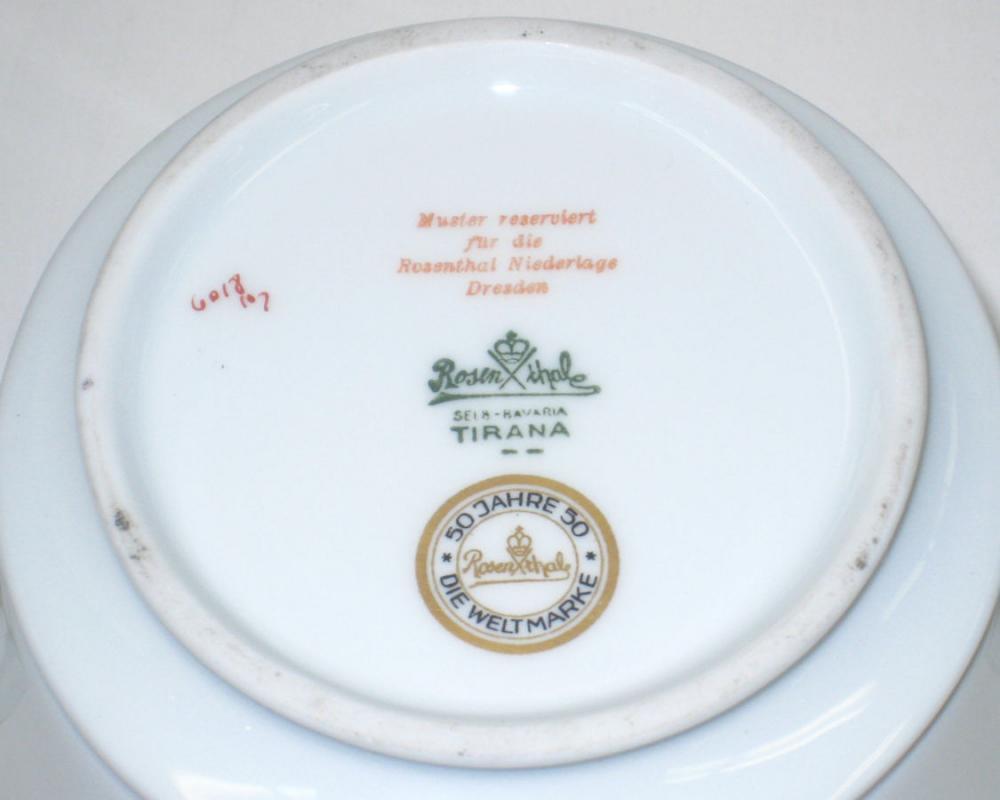 Muster reserviert
für die
Rosenthal Niederlage
Dresden
6018
107
Rosenthal
SELB-BAVARIA
TIRANA
50 JAHRE 50
Rosenthal
* DIE WELTMARKE *